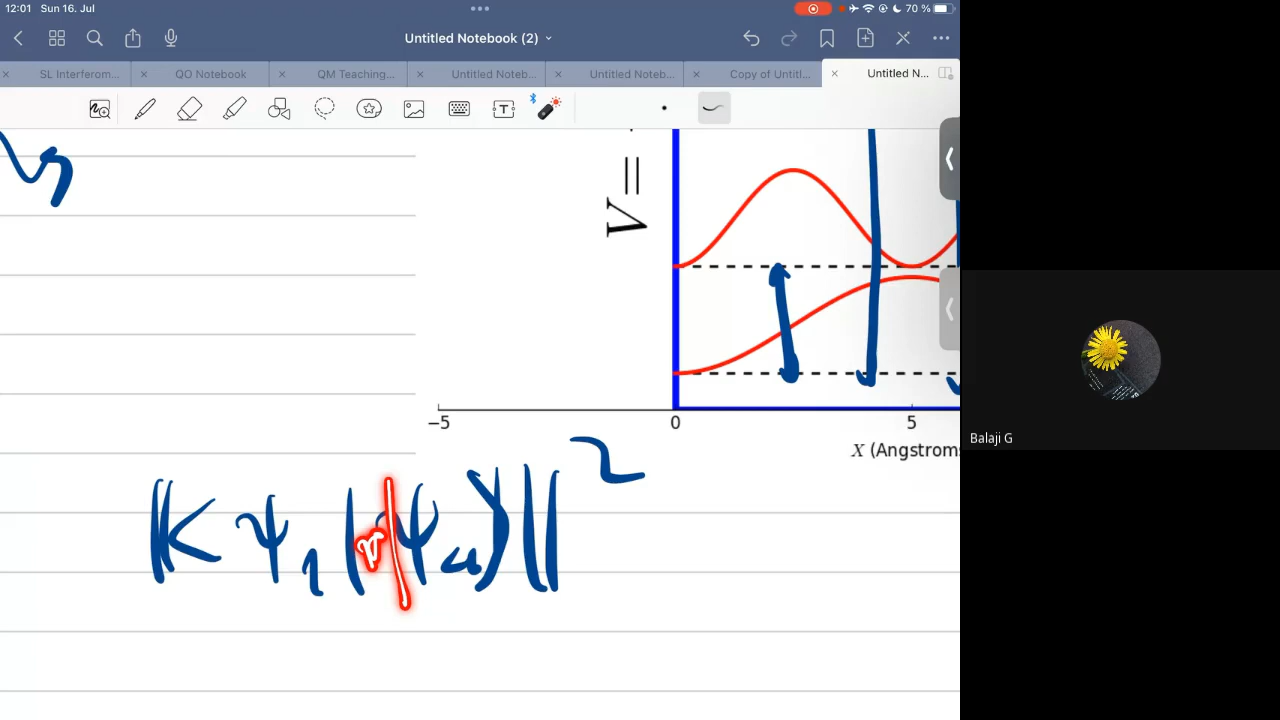 12:01 Sun 16. Jul
70 %
Untitled Notebook (2)
SL Interferom...
QO Notebook
QM Teaching...
Untitled Noteb...
Untitled Noteb...
Copy of Untitl...
Untitled N...
V =
-5 0 5
X (Angstroms
||< ψ₁ | r | ψ₄ >||²
Balaji G